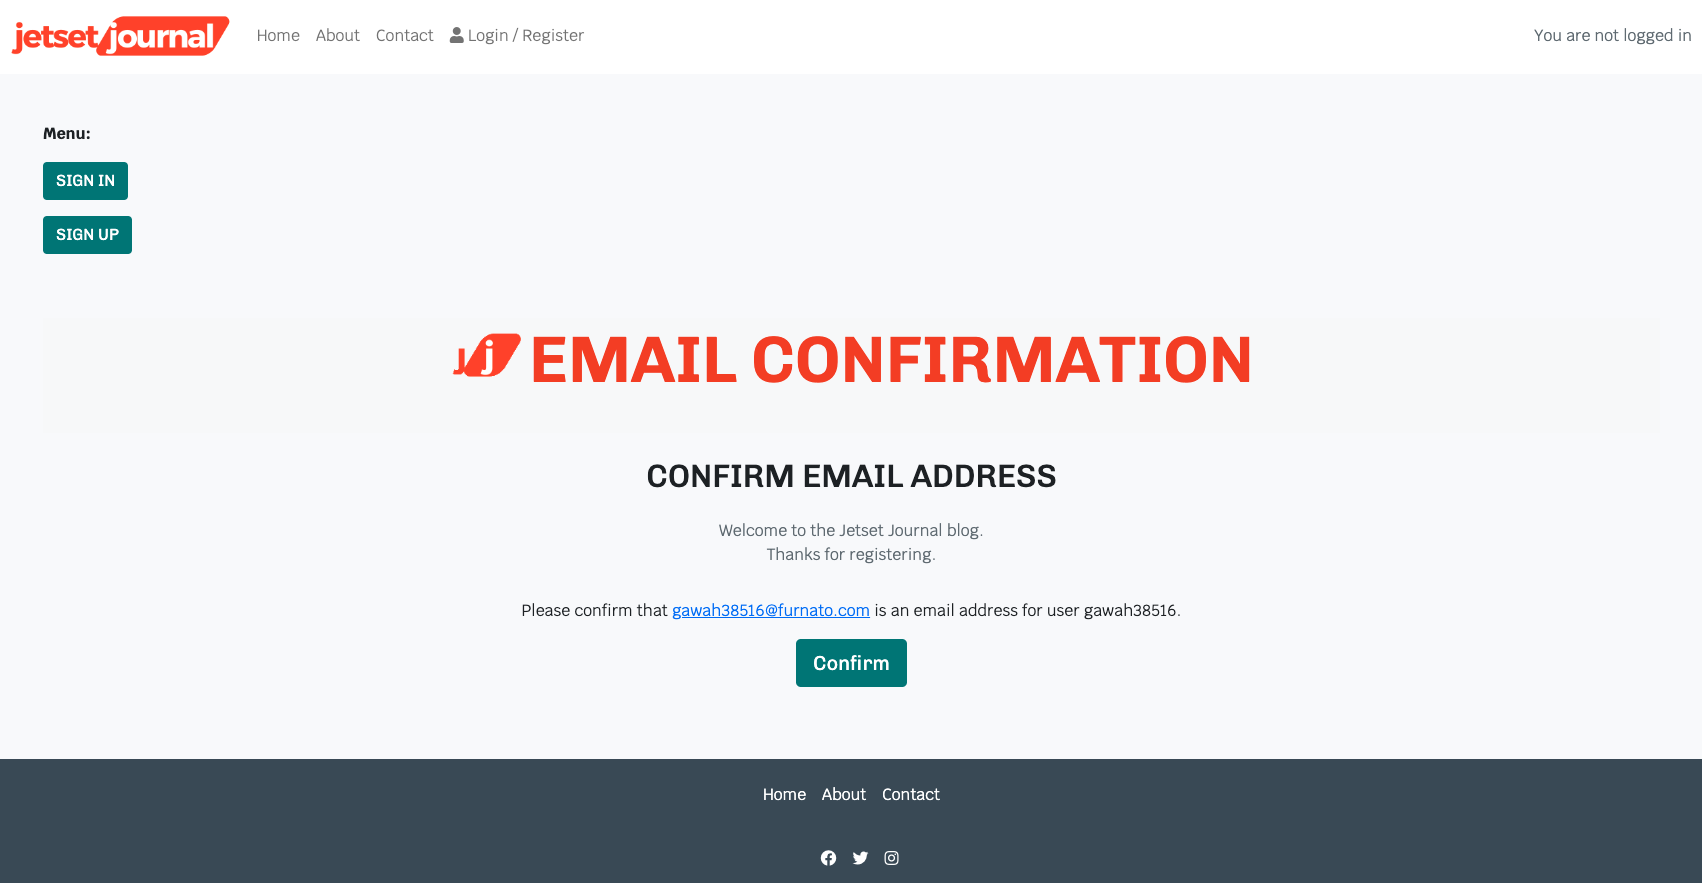 jetset journal
Home About Contact Login / Register
You are not logged in
Menu:
SIGN IN
SIGN UP
Jj EMAIL CONFIRMATION
CONFIRM EMAIL ADDRESS
Welcome to the Jetset Journal blog.
Thanks for registering.
Please confirm that gawah38516@furnato.com is an email address for user gawah38516.
Confirm
Home About Contact